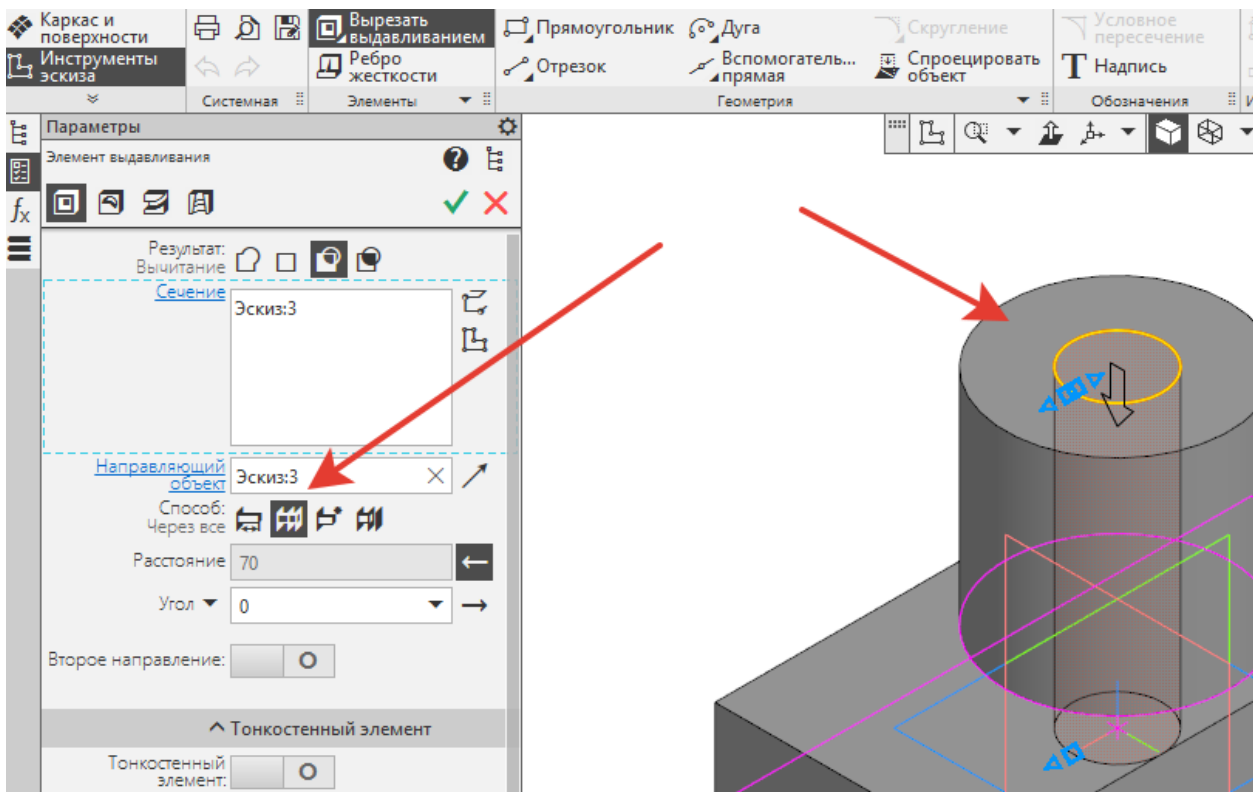 Каркас и
поверхности
Инструменты
эскиза
Системная
Вырезать
выдавливанием
Ребро
жесткости
Элементы
Прямоугольник
Дуга
Скругление
Отрезок
Вспомогатель...
прямая
Спроецировать
объект
Геометрия
Условное
пересечение
Надпись
Обозначения
Параметры
Элемент выдавливания
Результат:
Вычитание
Сечение
Эскиз:3
Направляющий
объект
Эскиз:3
Способ:
Через все
Расстояние 70
Угол 0
Второе направление:
Тонкостенный элемент
Тонкостенный
элемент: